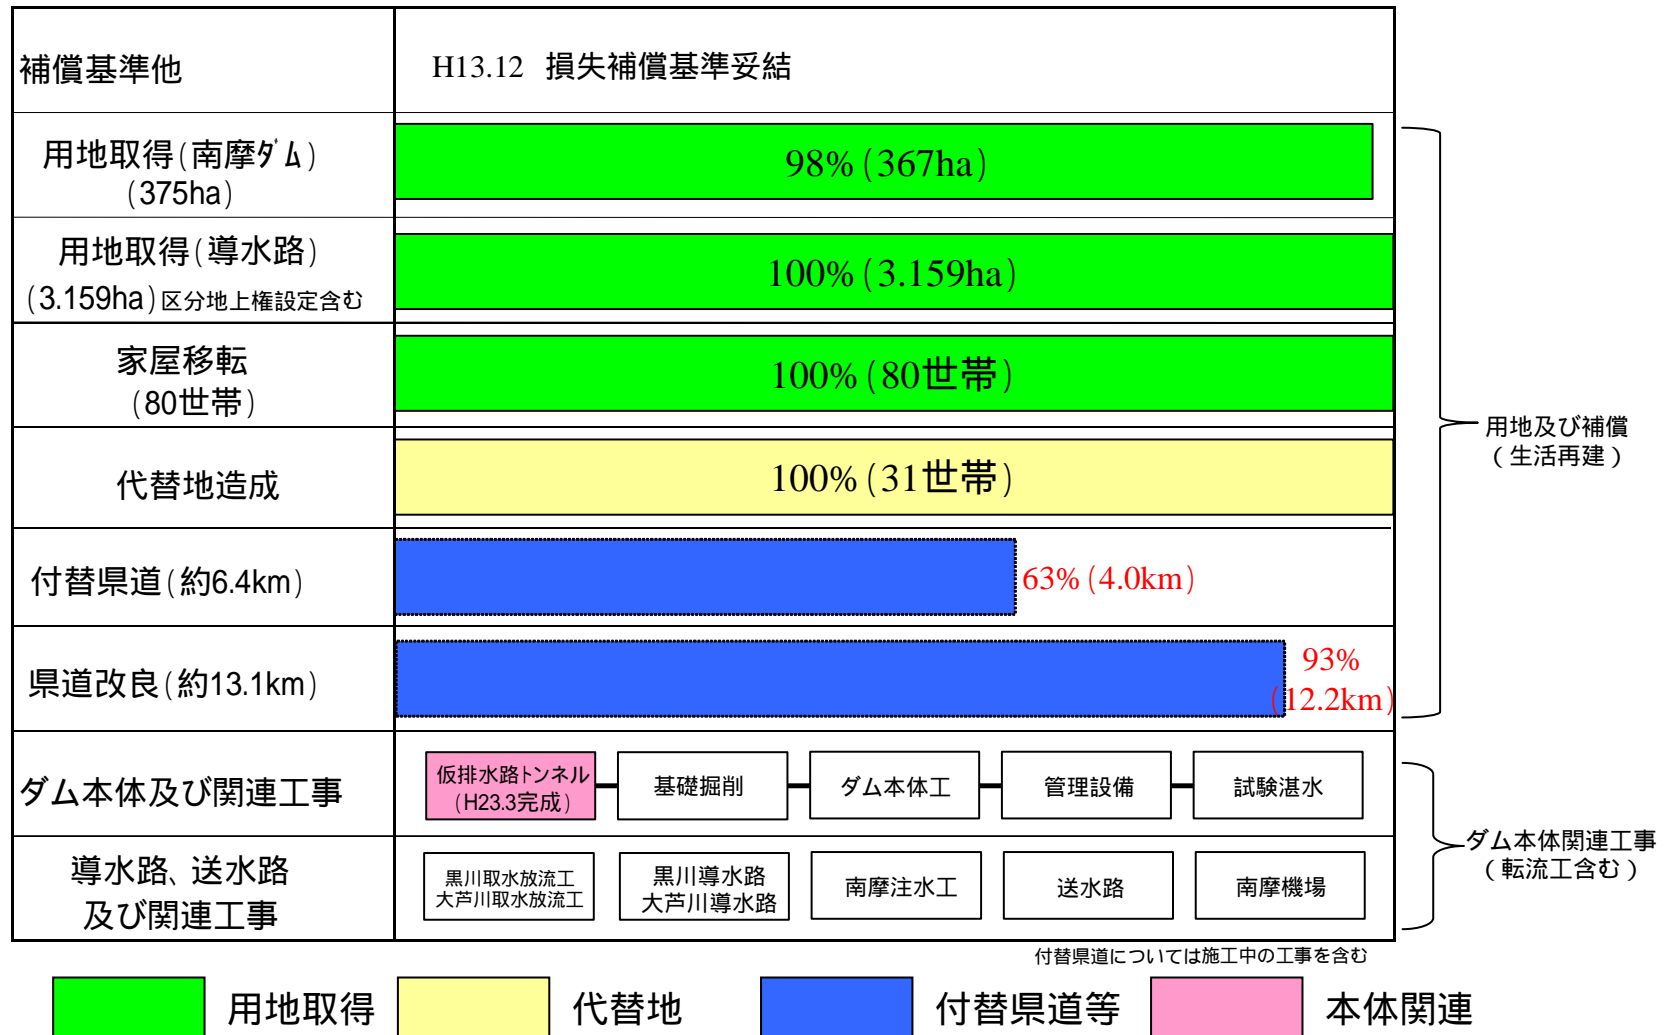 補償基準他
H13.12 損失補償基準妥結
用地取得(南摩ﾀﾞﾑ)
(375ha)
98% (367ha)
用地取得(導水路)
(3.159ha)区分地上権設定含む
100% (3.159ha)
家屋移転
(80世帯)
100% (80世帯)
代替地造成
100% (31世帯)
付替県道(約6.4km)
63% (4.0km)
県道改良(約13.1km)
93%
(12.2km)
用地及び補償
(生活再建)
ダム本体及び関連工事
仮排水路ﾄﾝﾈﾙ
(H23.3完成)
基礎掘削
ダム本体工
管理設備
試験湛水
導水路、送水路
及び関連工事
黒川取水放流工
大芦川取水放流工
黒川導水路
大芦川導水路
南摩注水工
送水路
南摩機場
ダム本体関連工事
(転流工含む)
付替県道については施工中の工事を含む
用地取得
代替地
付替県道等
本体関連